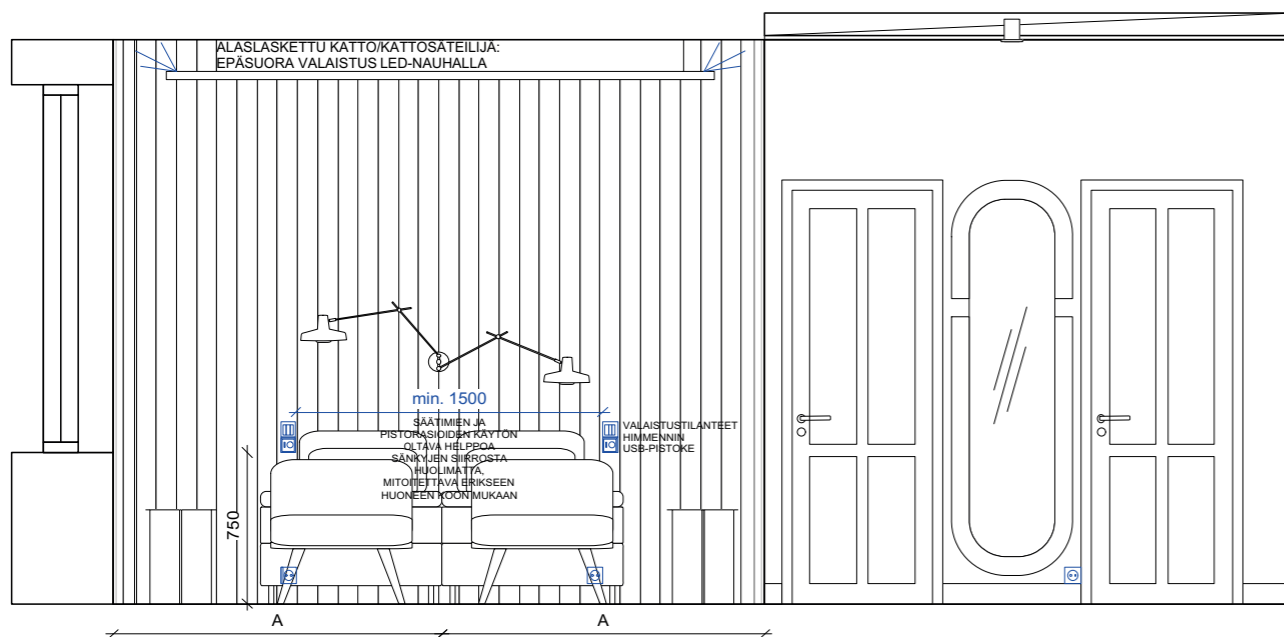 ALASLASKETTU KATTO/KATTOSÄTEILIJÄ:
EPÄSUORA VALAISTUS LED-NAUHALLA
min. 1500
SÄÄTIMIEN JA
PISTORASIOIDEN KÄYTÖN
OLTAVA HELPPOA
SÄNKYJEN SIIRROSTA
HUOLIMATTA,
MITOITETTAVA ERIKSEEN
HUONEEN KOON MUKAAN
VALAISTUSTILANTEET
HIMMENNIN
USB-PISTOKE
750
A
A